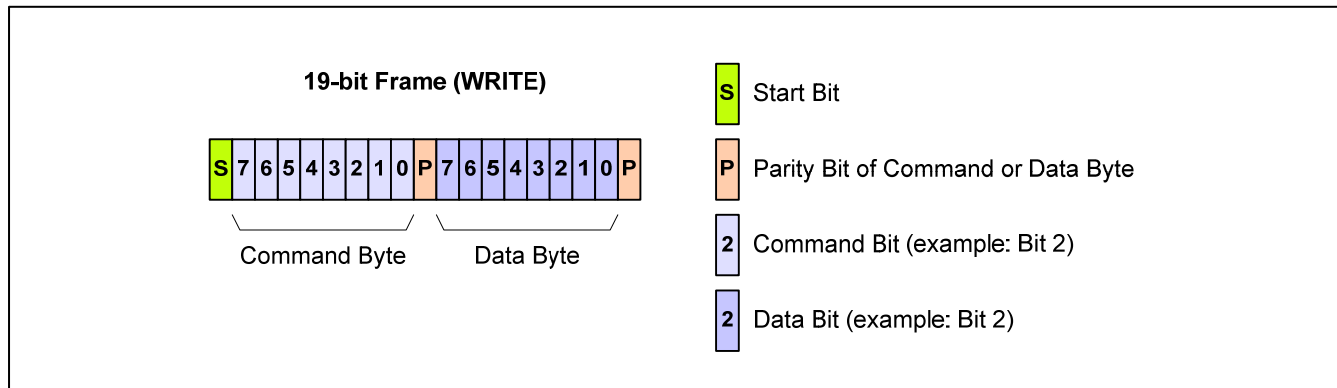 19-bit Frame (WRITE)
S 7 6 5 4 3 2 1 0 P 7 6 5 4 3 2 1 0 P
Command Byte Data Byte
S Start Bit
P Parity Bit of Command or Data Byte
2 Command Bit (example: Bit 2)
2 Data Bit (example: Bit 2)